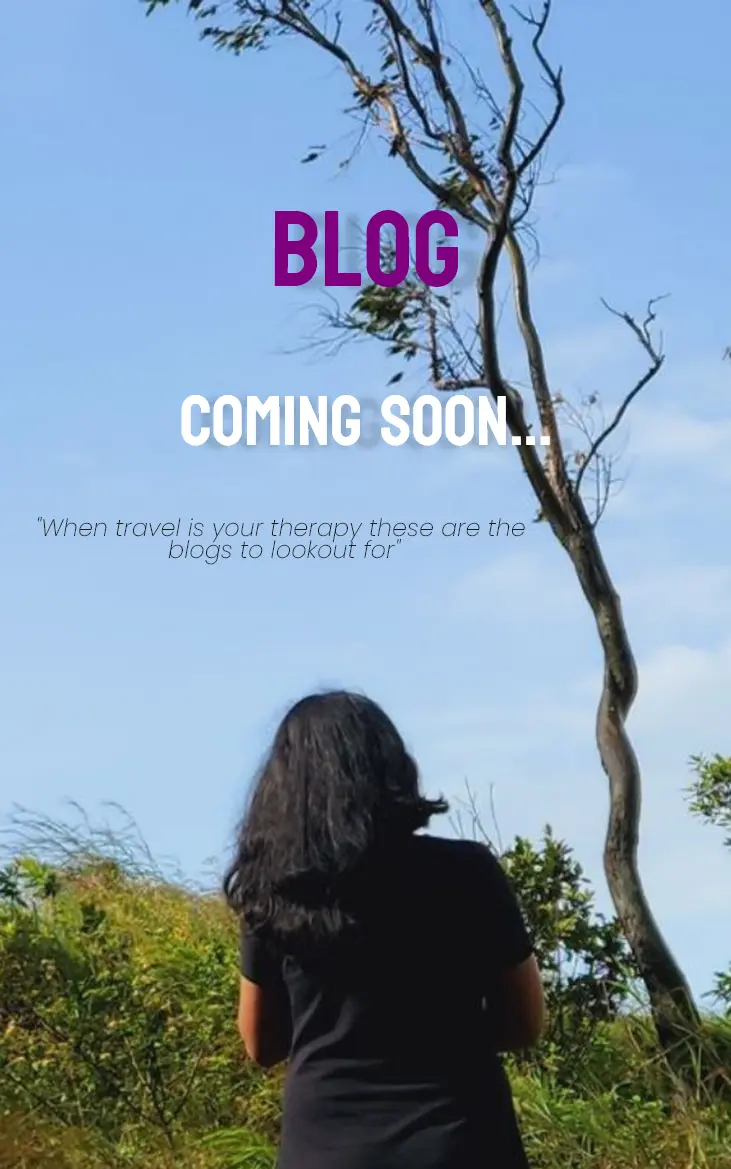 BLOG
COMING SOON...
"When travel is your therapy these are the
blogs to lookout for"